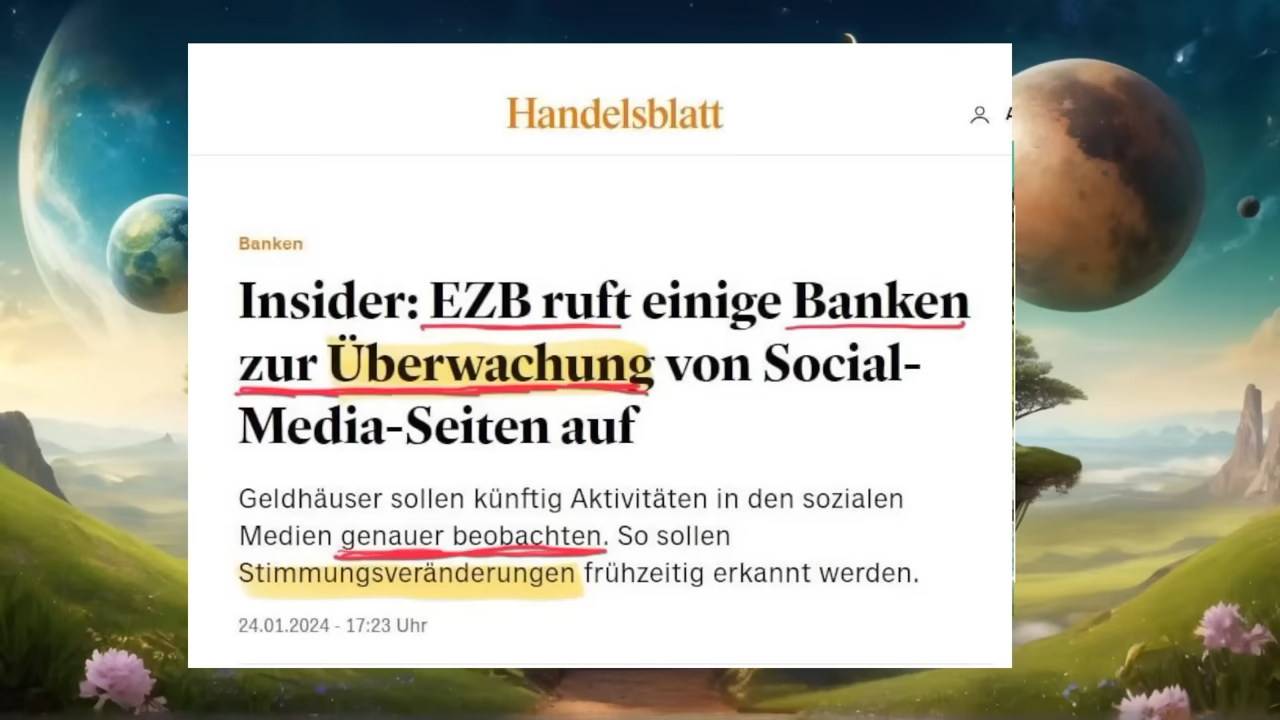 Handelsblatt
A
Banken
Insider: EZB ruft einige Banken
zur Überwachung von Social-
Media-Seiten auf
Geldhäuser sollen künftig Aktivitäten in den sozialen
Medien genauer beobachten. So sollen
Stimmungsveränderungen frühzeitig erkannt werden.
24.01.2024 - 17:23 Uhr